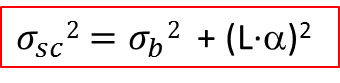 σsc² = σb² + (L·α)²